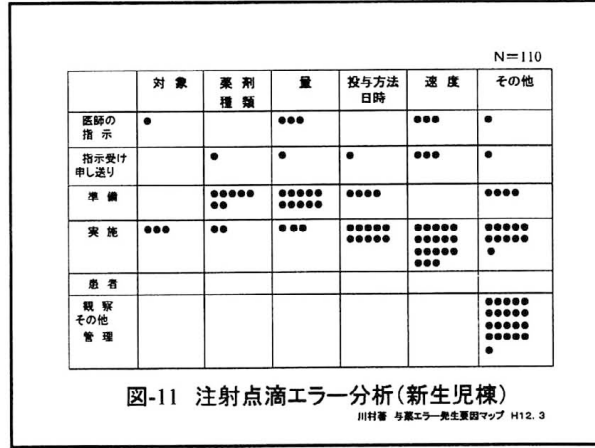 N=110
対 象 薬 剤 種 類 量 投与方法 日時 速 度 その他
医師の
指 示
● ●●● ●●● ●
指示受け
申し送り
● ● ● ●●● ●
準 備
●●●●● ●●●●● ●●●● ●●●●
●● ●●●●●
実 施
●●● ●● ●●● ●●●●● ●●●●● ●●●●●
●●●●● ●●●●● ●●●●●
●●●●● ●
●●●
患 者
観 察
その他
管 理
●●●●●
●●●●●
●●●●●
●●●●●
●
図-11 注射点滴エラー分析(新生児棟)
川村著 与薬エラー発生要因マップ H12.3